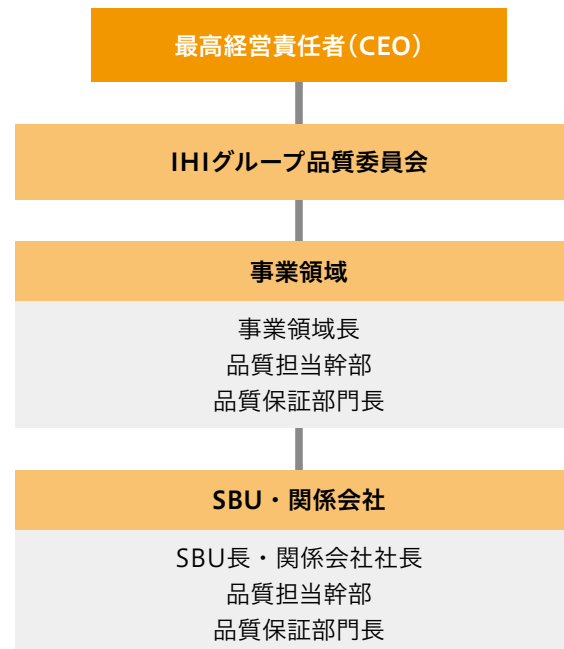 最高経営責任者（CEO）
IHIグループ品質委員会
事業領域
事業領域長
品質担当幹部
品質保証部門長
SBU・関係会社
SBU長・関係会社社長
品質担当幹部
品質保証部門長